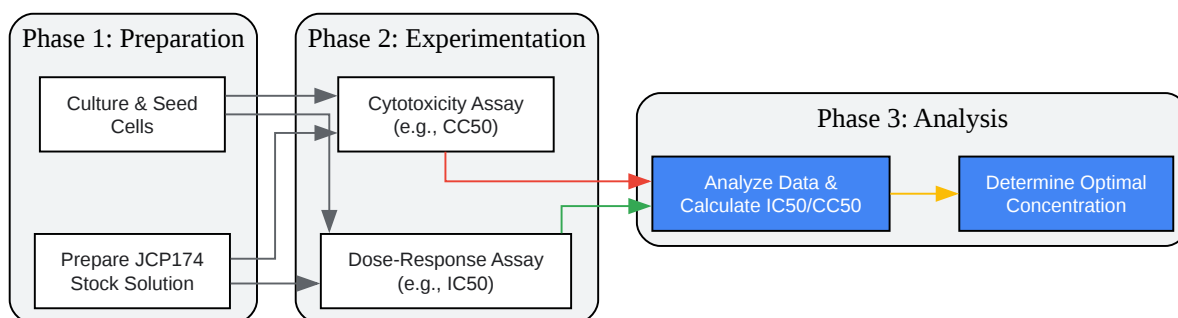 Phase 1: Preparation
Culture & Seed
Cells
Prepare JCP174
Stock Solution
Phase 2: Experimentation
Cytotoxicity Assay
(e.g., CC50)
Dose-Response Assay
(e.g., IC50)
Phase 3: Analysis
Analyze Data &
Calculate IC50/CC50
Determine Optimal
Concentration